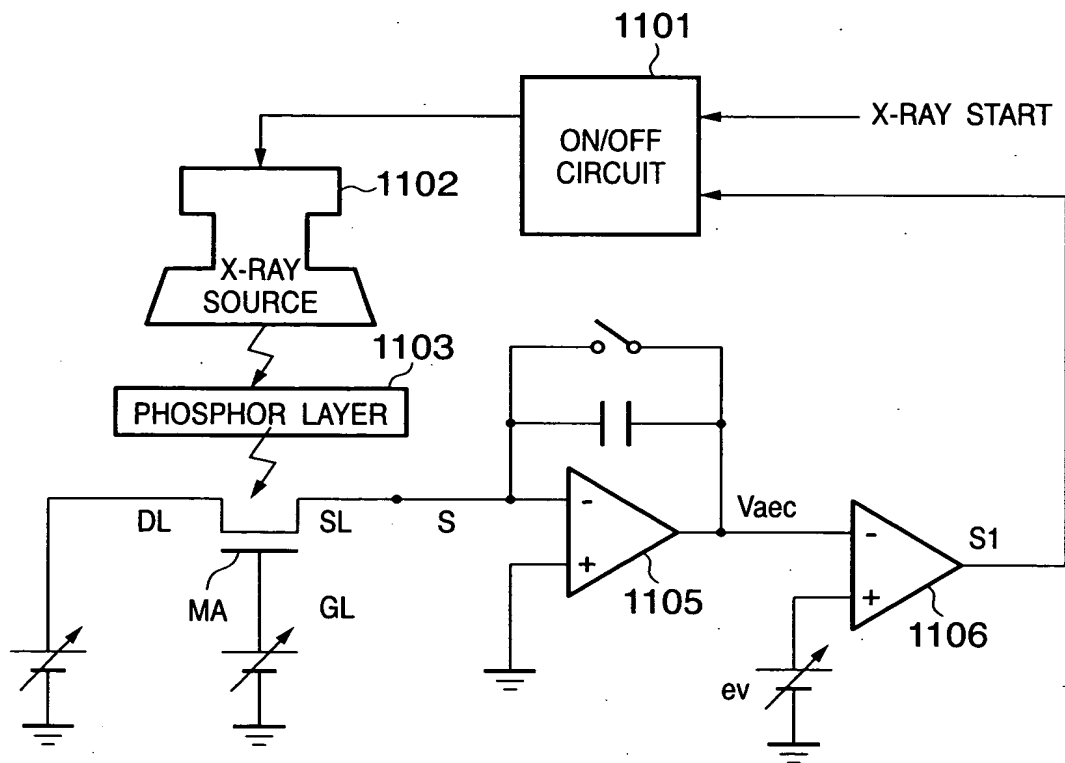 1101
X-RAY START
ON/OFF
CIRCUIT
1102
X-RAY
SOURCE
1103
PHOSPHOR LAYER
DL
SL
S
-
+
Vaec
-
+
S1
MA
GL
1105
1106
ev